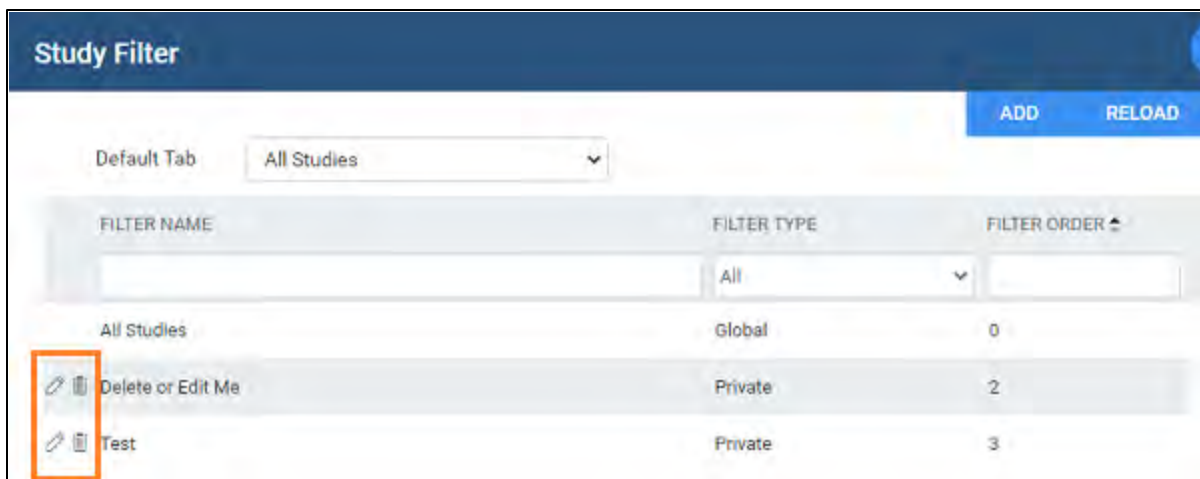 Study Filter
ADD RELOAD
Default Tab All Studies
FILTER NAME FILTER TYPE FILTER ORDER
All
All Studies Global 0
Delete or Edit Me Private 2
Test Private 3